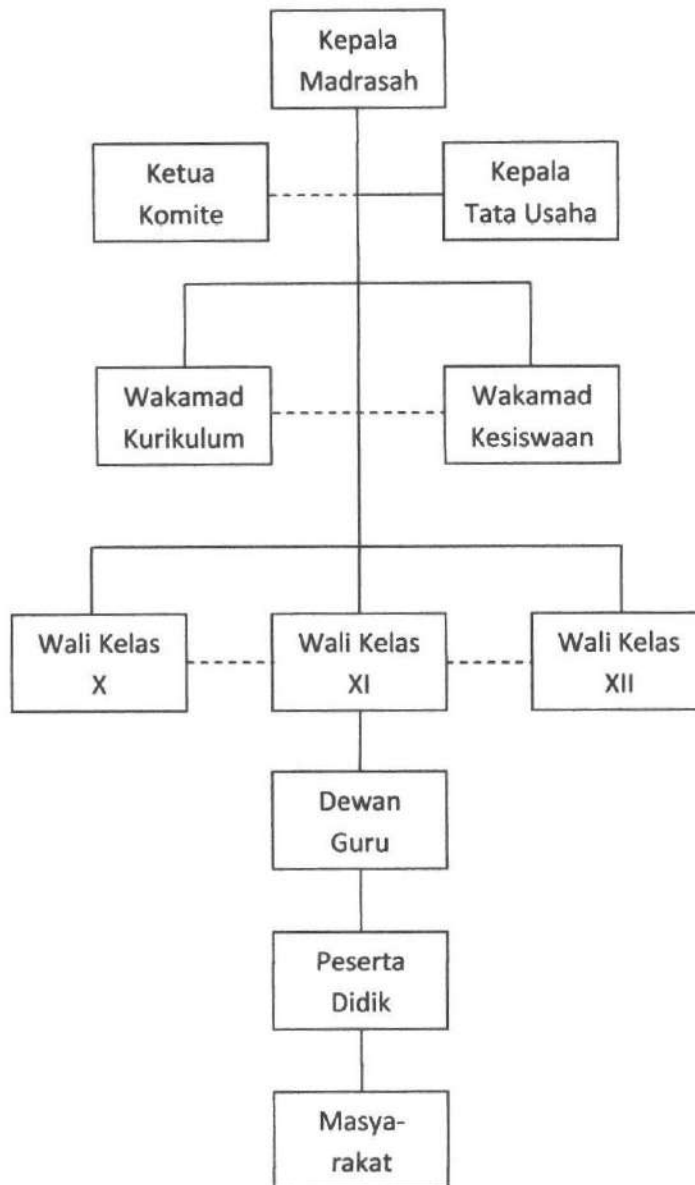 Kepala
Madrasah
Ketua
Komite
Kepala
Tata Usaha
Wakamad
Kurikulum
Wakamad
Kesiswaan
Wali Kelas
X
Wali Kelas
XI
Wali Kelas
XII
Dewan
Guru
Peserta
Didik
Masya-
rakat